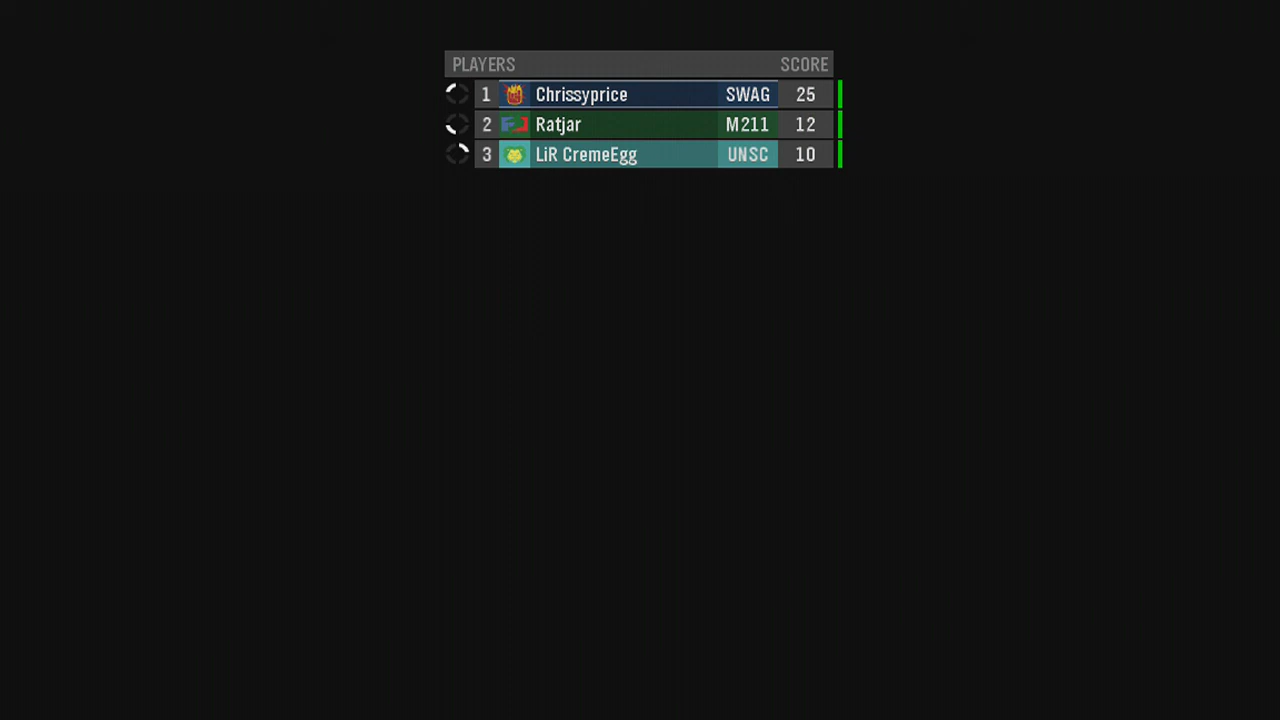 PLAYERS SCORE
1 Chrissyprice SWAG 25
2 Ratjar M211 12
3 LiR CremeEgg UNSC 10